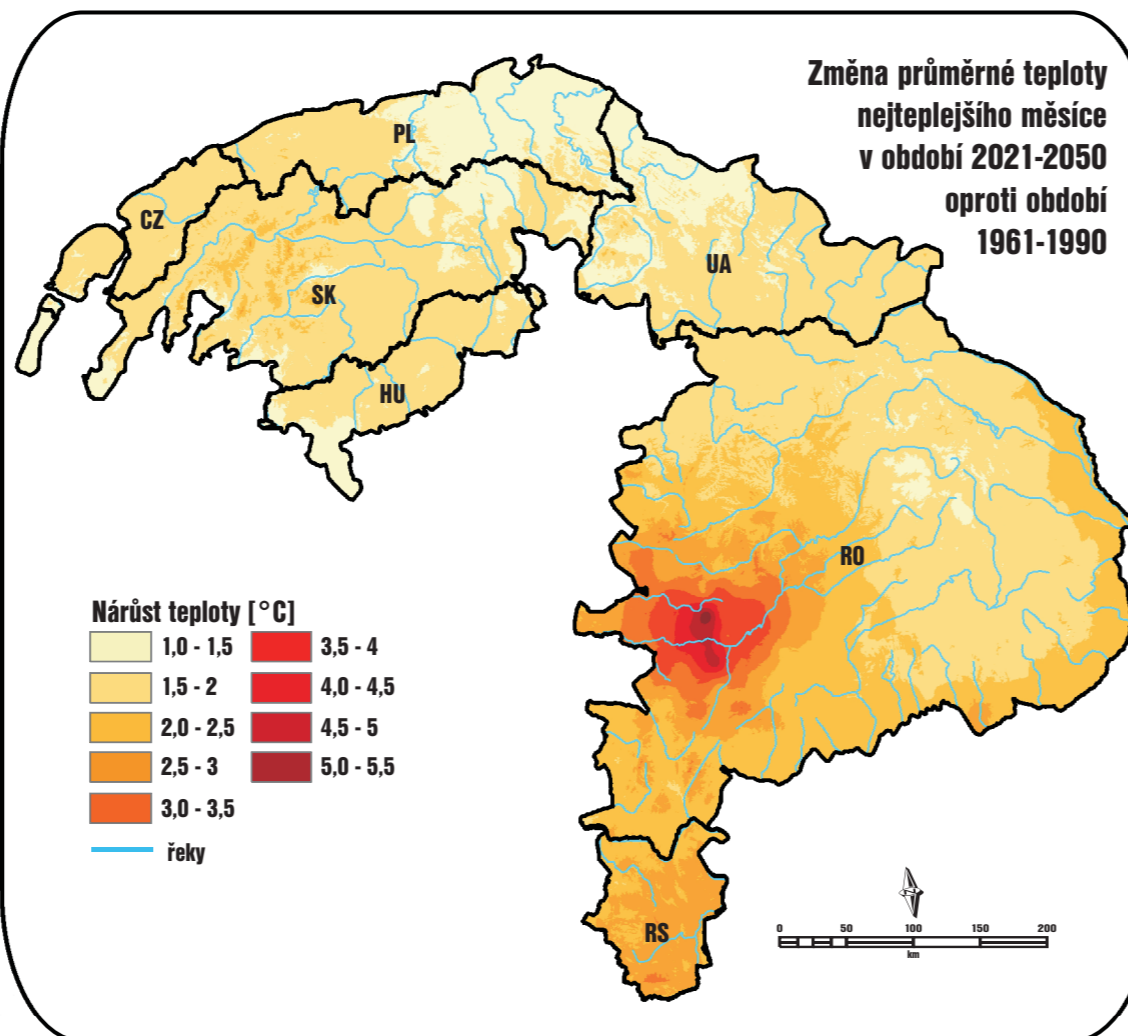 Změna průměrné teploty
nejteplejšího měsíce
v období 2021-2050
oproti období
1961-1990
PL
CZ
UA
SK
HU
RO
RS
Nárůst teploty [°C]
1,0 - 1,5
1,5 - 2
2,0 - 2,5
2,5 - 3
3,0 - 3,5
3,5 - 4
4,0 - 4,5
4,5 - 5
5,0 - 5,5
řeky
0 50 100 150 200
km